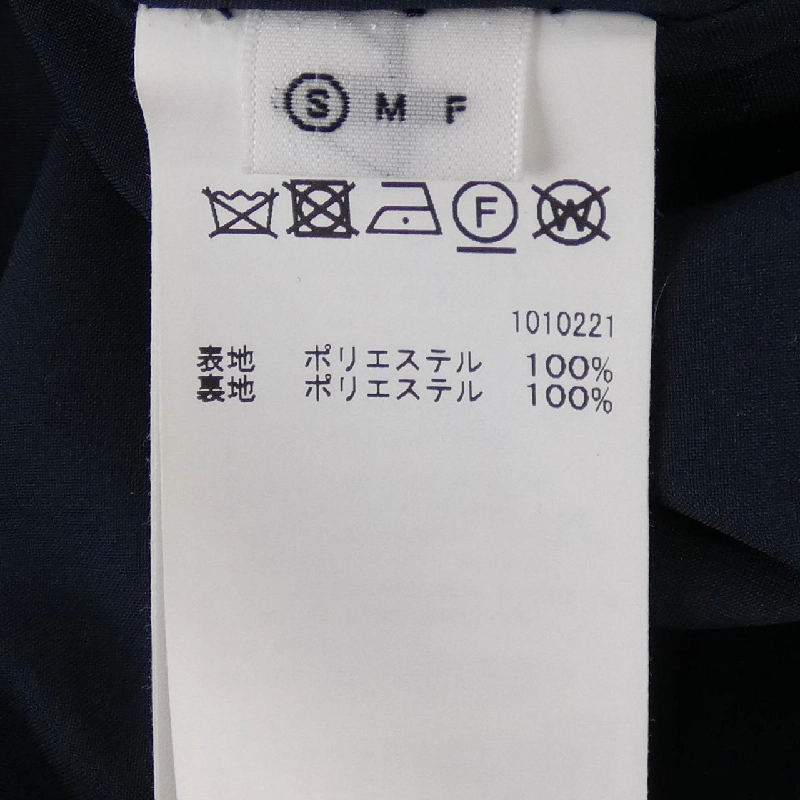 S M F
F W
1010221
表地 ポリエステル 100%
裏地 ポリエステル 100%